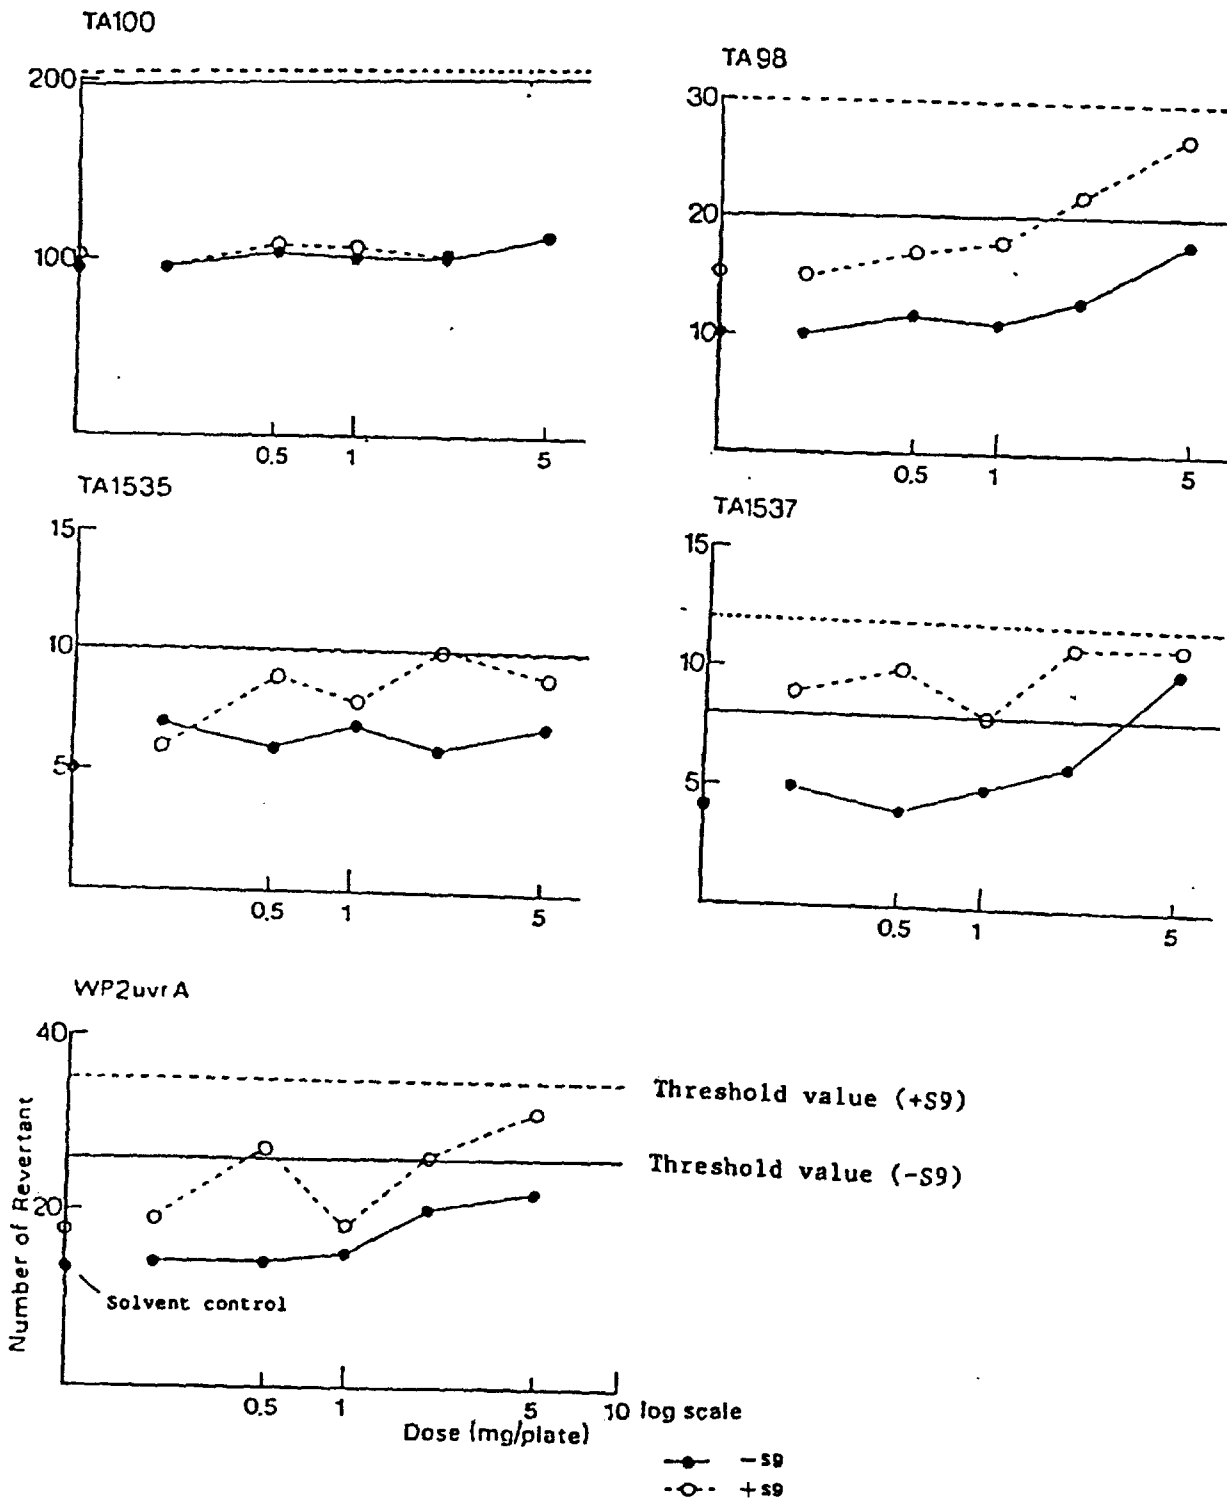 TA100
200
100
0.5 1 5
TA98
30
20
10
0.5 1 5
TA1535
15
10
5
0.5 1 5
TA1537
15
10
5
0.5 1 5
WP2uvrA
40
20
Number of Revertant
Threshold value (+S9)
Threshold value (-S9)
Solvent control
0.5 1 5 10 log scale
Dose (mg/plate)
-S9
+S9